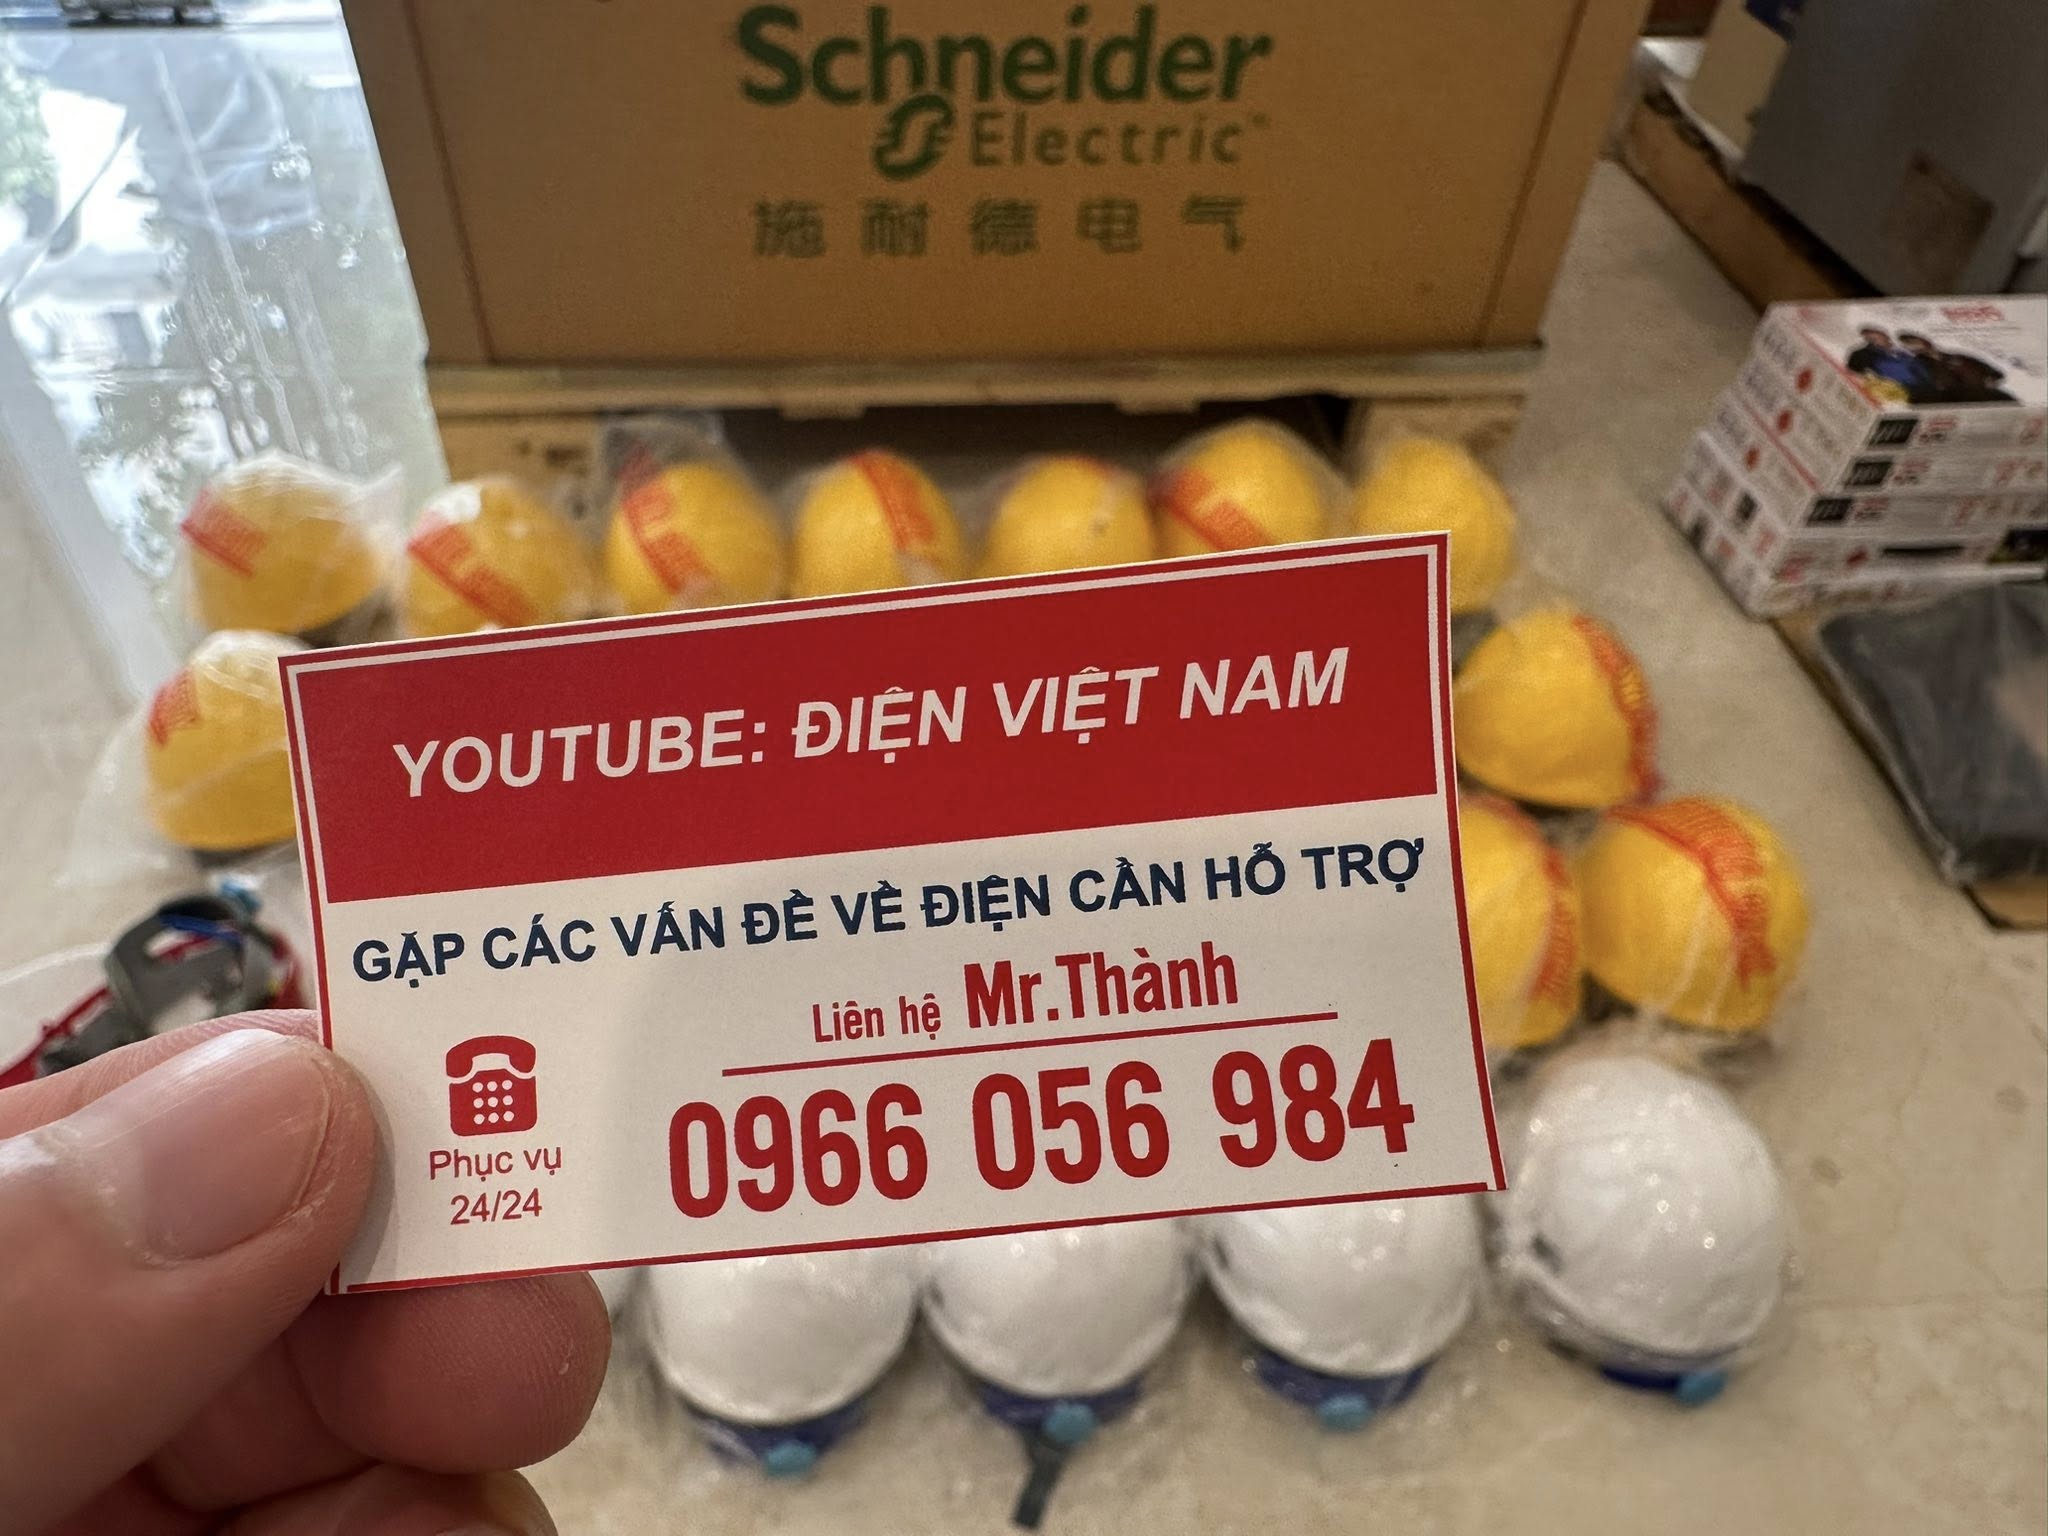 Schneider
Electric
施耐德电气
YOUTUBE: ĐIỆN VIỆT NAM
GẶP CÁC VẤN ĐỀ VỀ ĐIỆN CẦN HỖ TRỢ
Liên hệ Mr.Thành
0966 056 984
Phục vụ
24/24